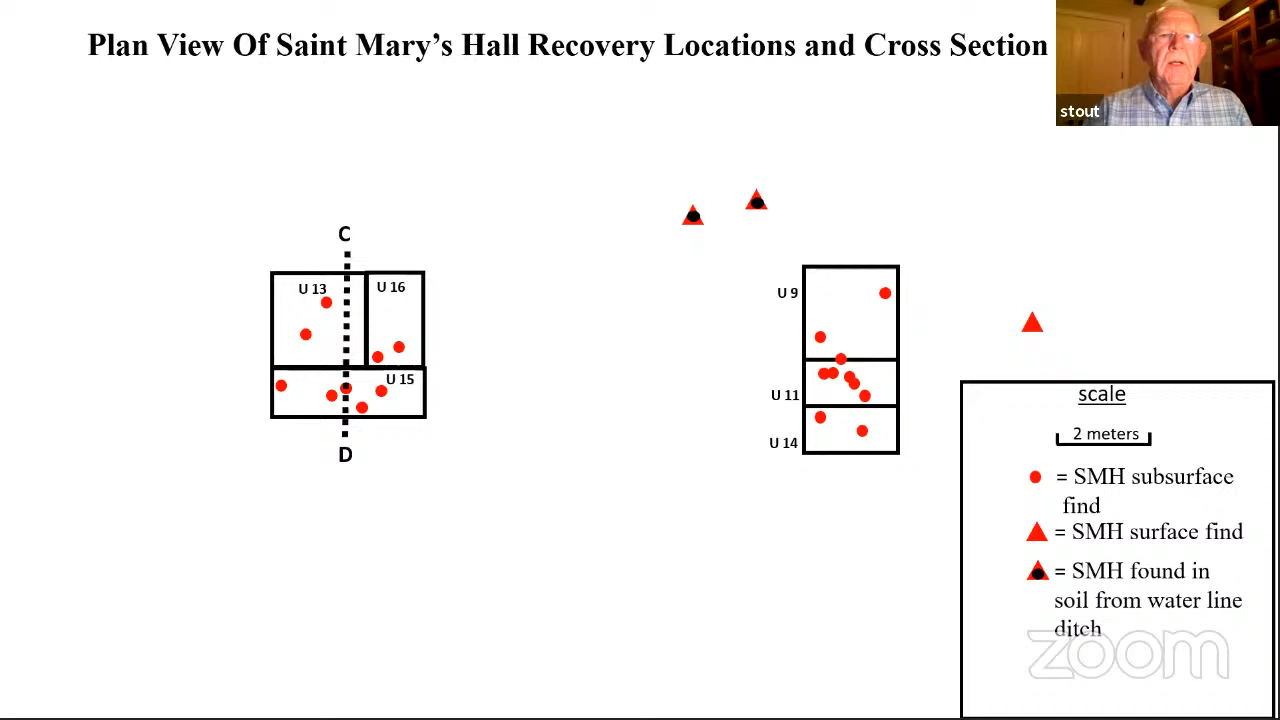 Plan View Of Saint Mary's Hall Recovery Locations and Cross Section
stout
C
U 13
U 16
U 15
D
U 9
U 11
U 14
scale
2 meters
= SMH subsurface
find
= SMH surface find
= SMH found in
soil from water line
ditch
zoom